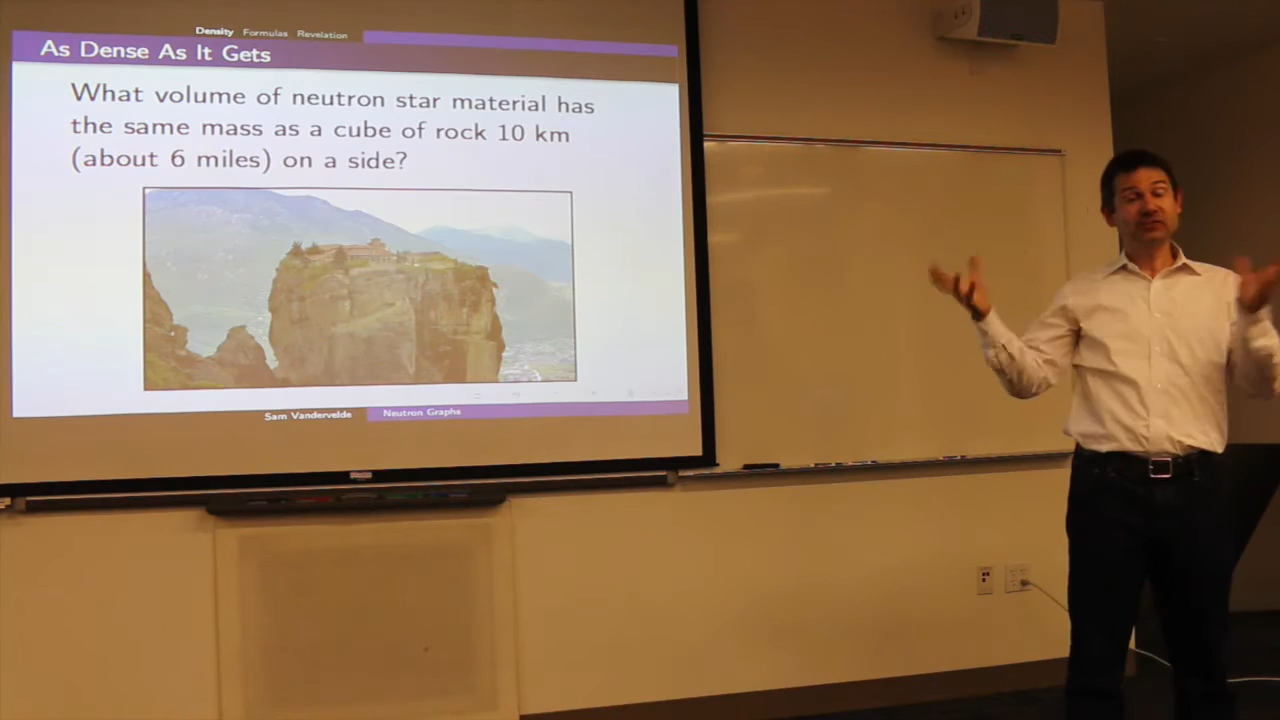 Density Formulas Revelation
As Dense As It Gets
What volume of neutron star material has
the same mass as a cube of rock 10 km
(about 6 miles) on a side?
Sam Vandervelde Neutron Graphs